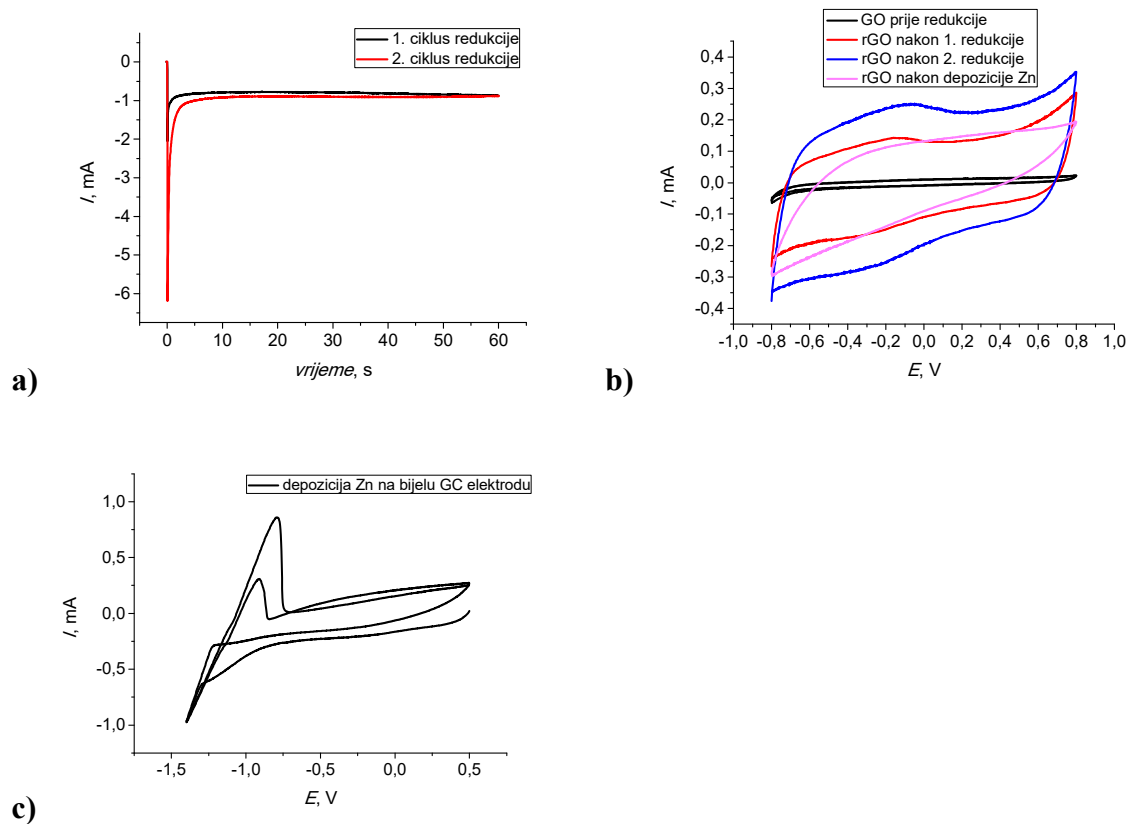 1. ciklus redukcije
2. ciklus redukcije
0
-1
-2
-3
-4
-5
-6
I, mA
0 10 20 30 40 50 60
vrijeme, s
a)
GO prije redukcije
rGO nakon 1. redukcije
rGO nakon 2. redukcije
rGO nakon depozicije Zn
0,4
0,3
0,2
0,1
0,0
-0,1
-0,2
-0,3
-0,4
I, mA
-1,0 -0,8 -0,6 -0,4 -0,2 0,0 0,2 0,4 0,6 0,8 1,0
E, V
b)
depozicija Zn na bijelu GC elektrodu
1,0
0,5
0,0
-0,5
-1,0
I, mA
-1,5 -1,0 -0,5 0,0 0,5
E, V
c)